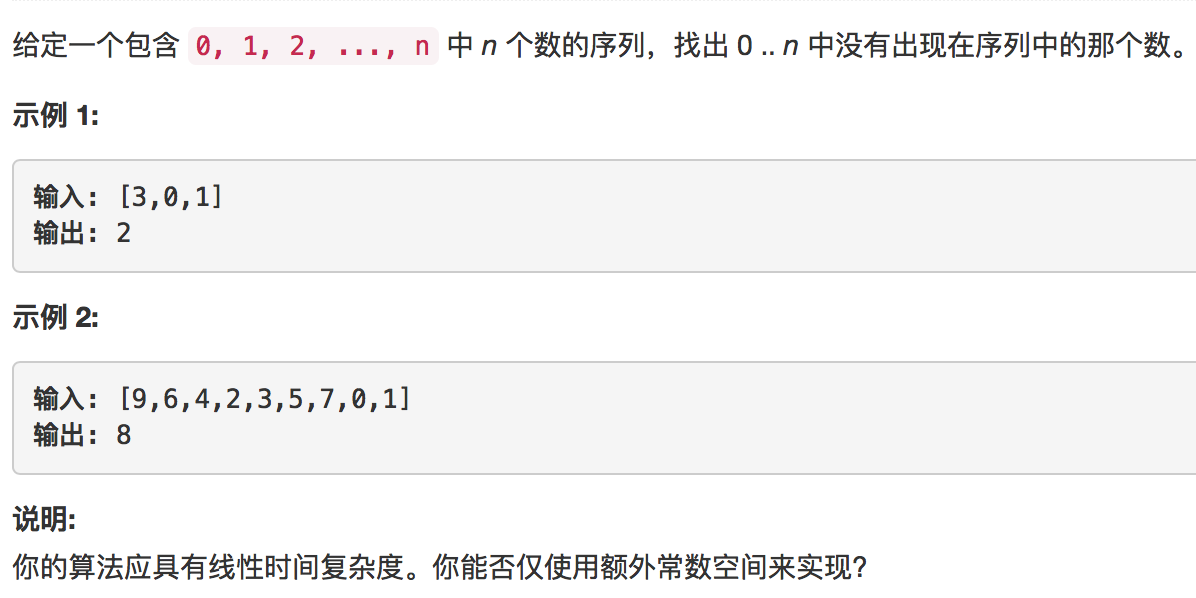 给定一个包含 0, 1, 2, ..., n 中 n 个数的序列，找出 0 .. n 中没有出现在序列中的那个数。
示例 1:
输入: [3,0,1]
输出: 2
示例 2:
输入: [9,6,4,2,3,5,7,0,1]
输出: 8
说明:
你的算法应具有线性时间复杂度。你能否仅使用额外常数空间来实现?